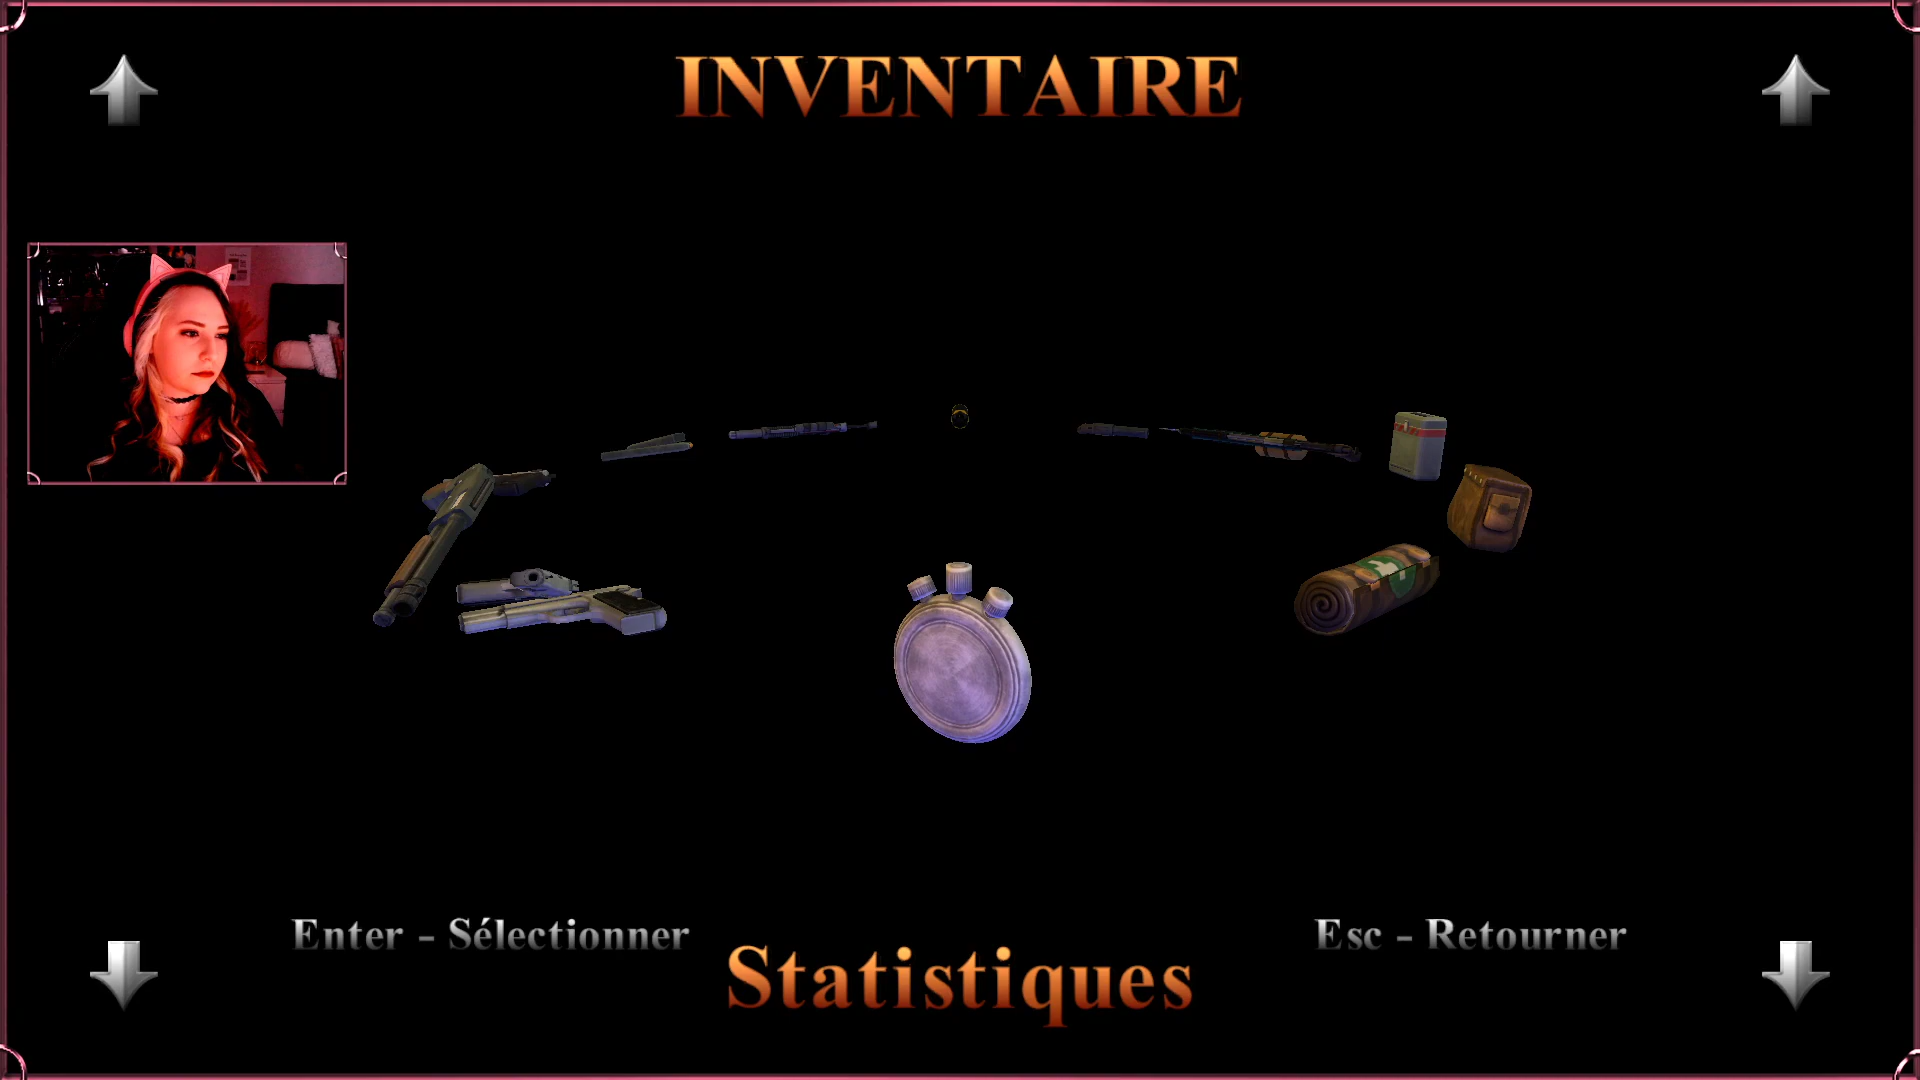 INVENTAIRE
Enter - Sélectionner
Esc - Retourner
Statistiques